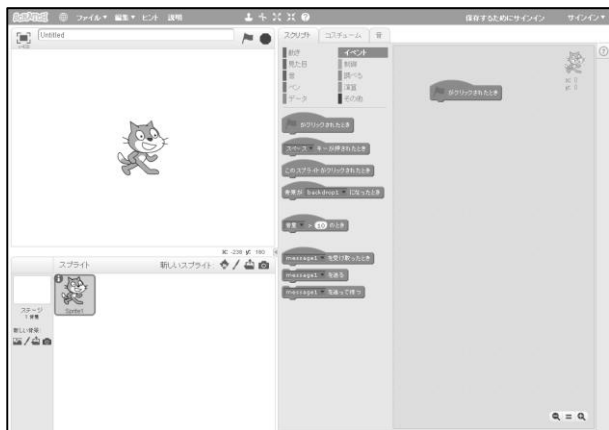 SCRATCH ファイル▼ 編集▼ ヒント 説明 保存するためにサインイン サインイン▼
Untitled
スクリプト コスチューム 音
動き イベント
見た目 制御
音 調べる
ペン 演算
データ その他
がクリックされたとき
スペース▼ キーが押されたとき
このスプライトがクリックされたとき
背景が backdrop1▼ になったとき
音量▼ > 10 のとき
message1▼ を受け取ったとき
message1▼ を送る
message1▼ を送って待つ
がクリックされたとき
x: 0
y: 0
スプライト 新しいスプライト:
ステージ
1 背景
新しい背景:
Sprite1